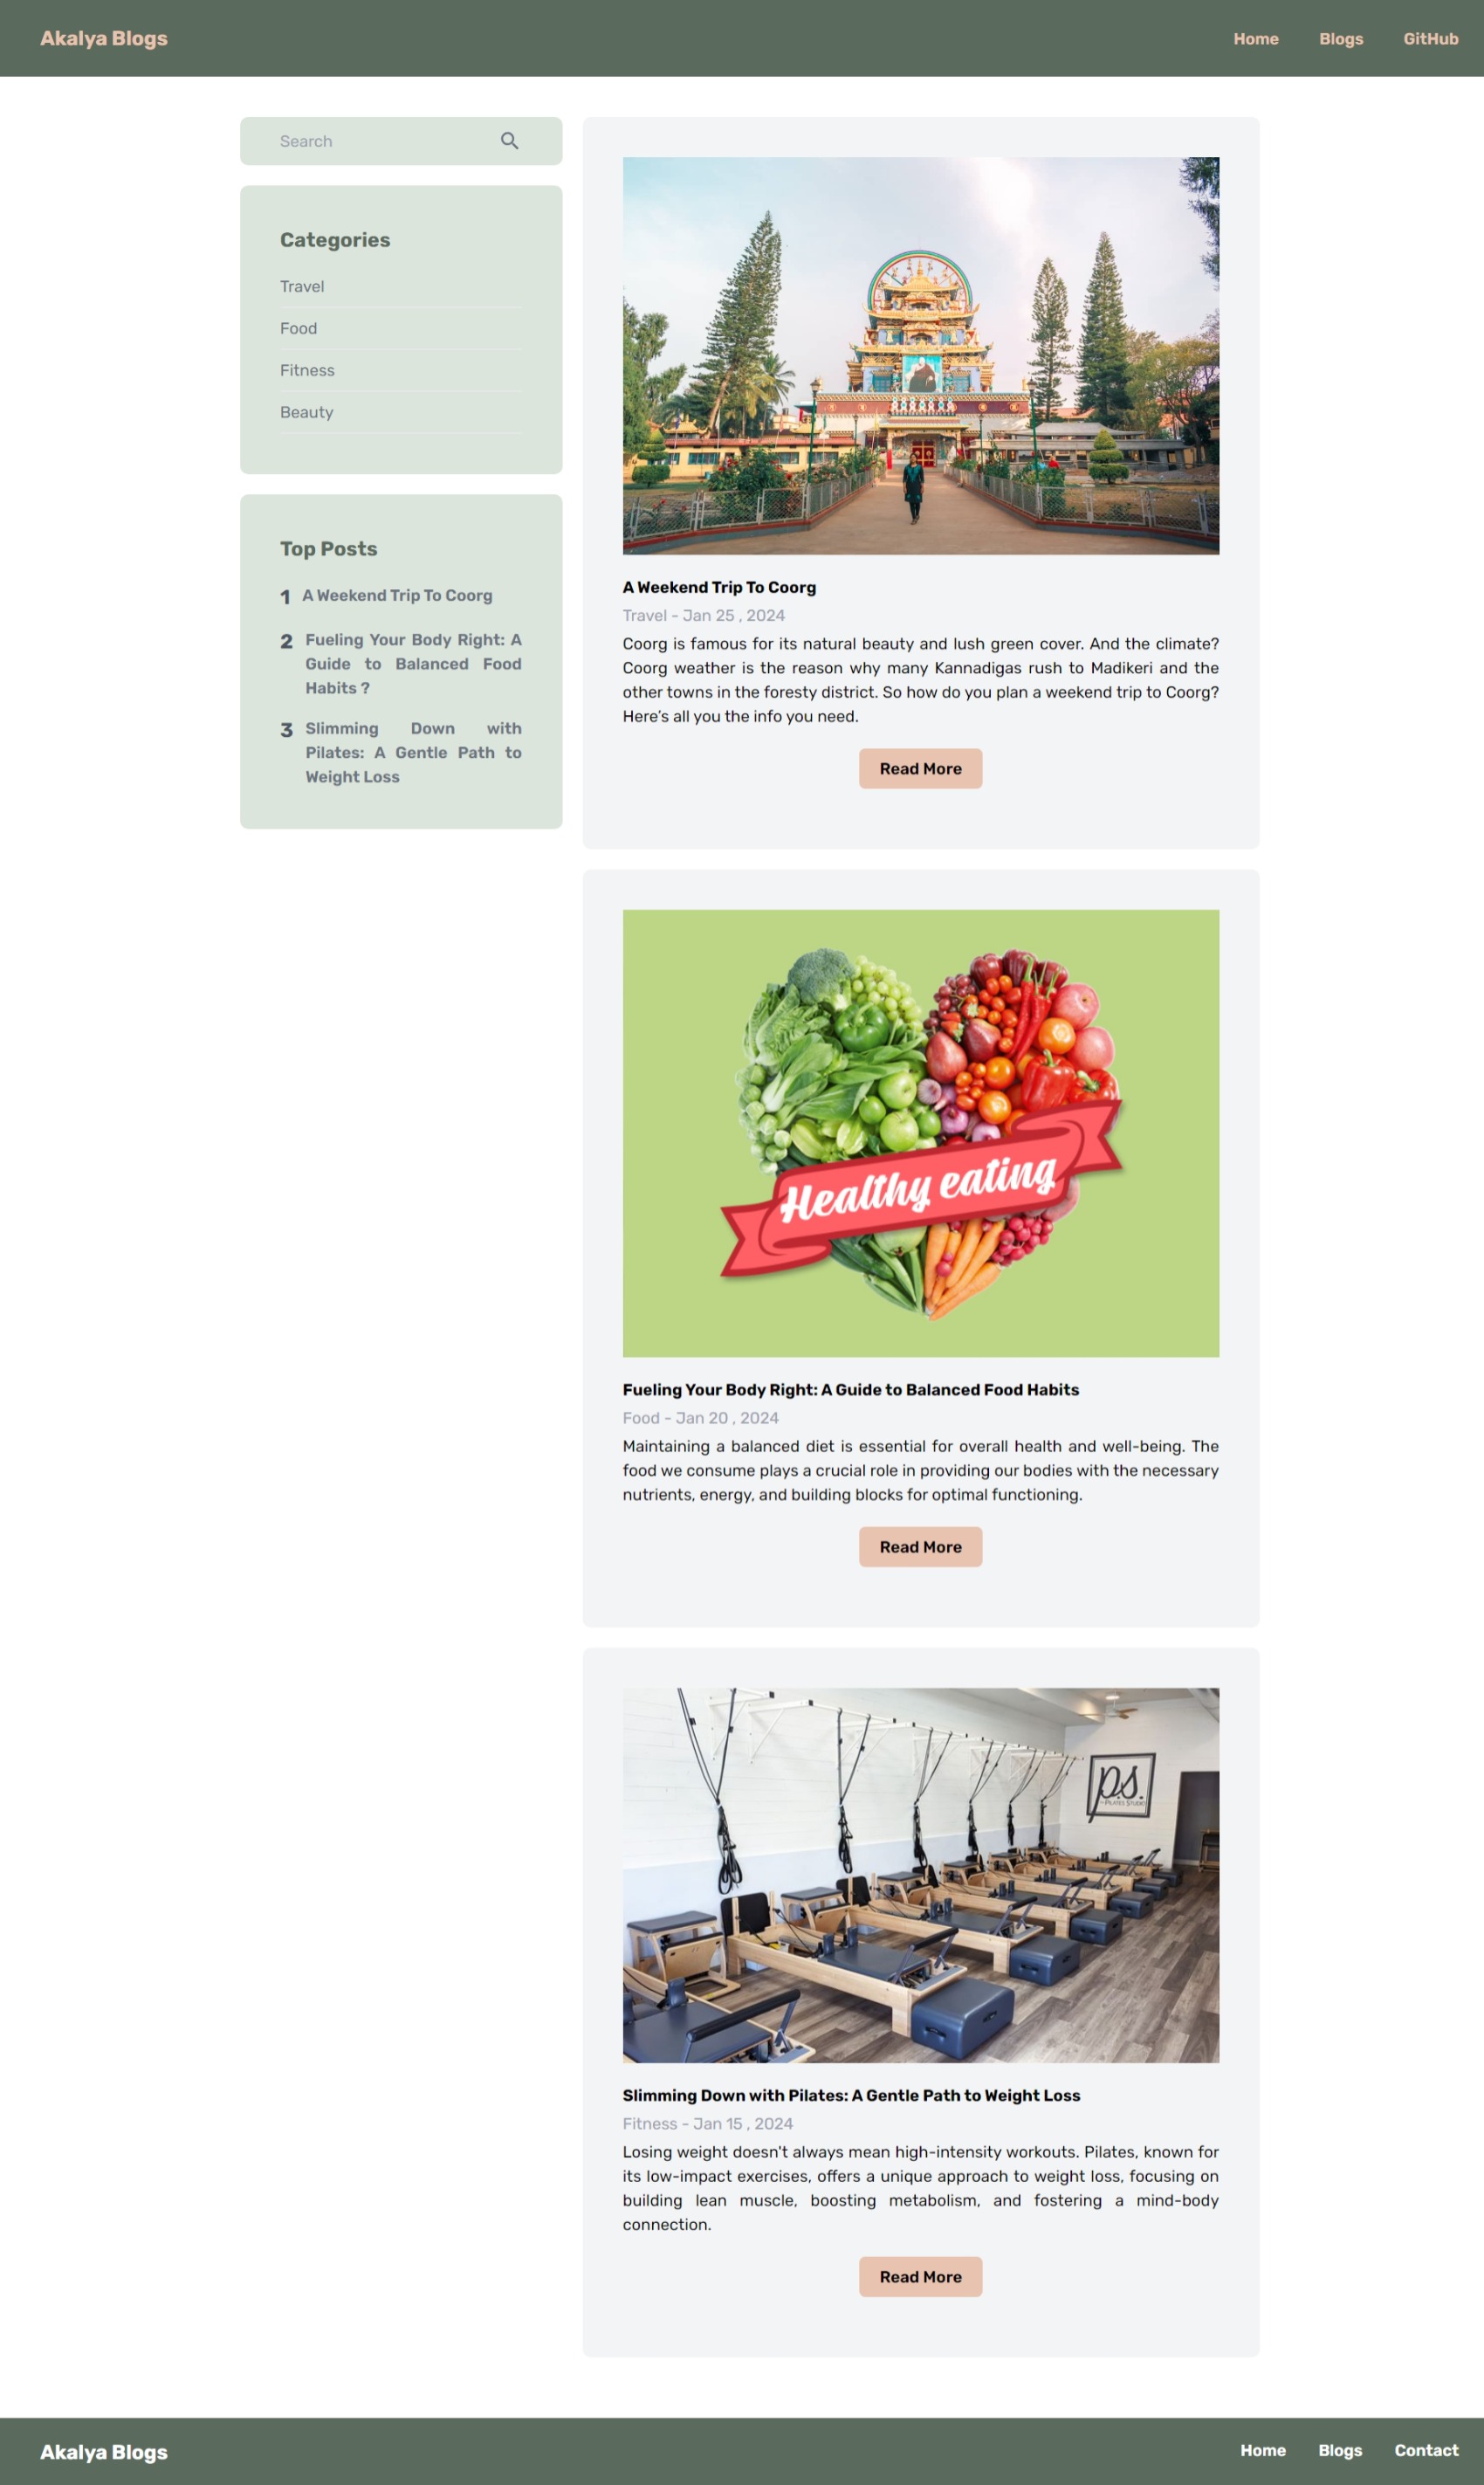 Akalya Blogs
Home
Blogs
GitHub
Search
Categories
Travel
Food
Fitness
Beauty
Top Posts
1 A Weekend Trip To Coorg
2 Fueling Your Body Right: A
Guide to Balanced Food
Habits ?
3 Slimming Down with
Pilates: A Gentle Path to
Weight Loss
A Weekend Trip To Coorg
Travel - Jan 25 , 2024
Coorg is famous for its natural beauty and lush green cover. And the climate?
Coorg weather is the reason why many Kannadigas rush to Madikeri and the
other towns in the foresty district. So how do you plan a weekend trip to Coorg?
Here’s all you the info you need.
Read More
Healthy eating
Fueling Your Body Right: A Guide to Balanced Food Habits
Food - Jan 20 , 2024
Maintaining a balanced diet is essential for overall health and well-being. The
food we consume plays a crucial role in providing our bodies with the necessary
nutrients, energy, and building blocks for optimal functioning.
Read More
p.s.
PILATES STUDIO
Slimming Down with Pilates: A Gentle Path to Weight Loss
Fitness - Jan 15 , 2024
Losing weight doesn't always mean high-intensity workouts. Pilates, known for
its low-impact exercises, offers a unique approach to weight loss, focusing on
building lean muscle, boosting metabolism, and fostering a mind-body
connection.
Read More
Akalya Blogs
Home
Blogs
Contact